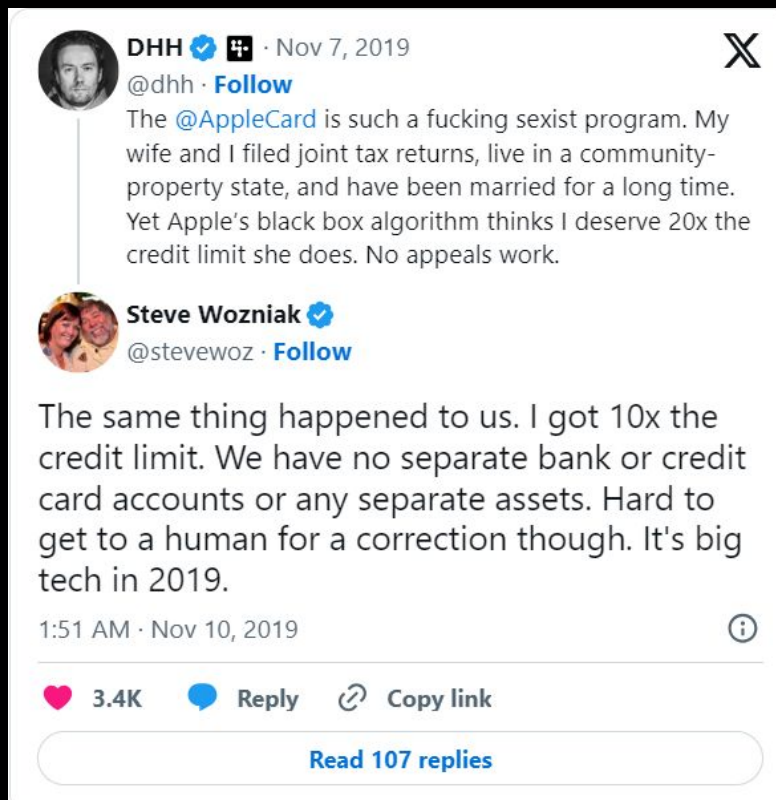 DHH · Nov 7, 2019
@dhh · Follow
The @AppleCard is such a fucking sexist program. My
wife and I filed joint tax returns, live in a community-
property state, and have been married for a long time.
Yet Apple's black box algorithm thinks I deserve 20x the
credit limit she does. No appeals work.
Steve Wozniak
@stevewoz · Follow
The same thing happened to us. I got 10x the
credit limit. We have no separate bank or credit
card accounts or any separate assets. Hard to
get to a human for a correction though. It's big
tech in 2019.
1:51 AM · Nov 10, 2019
3.4K Reply Copy link
Read 107 replies